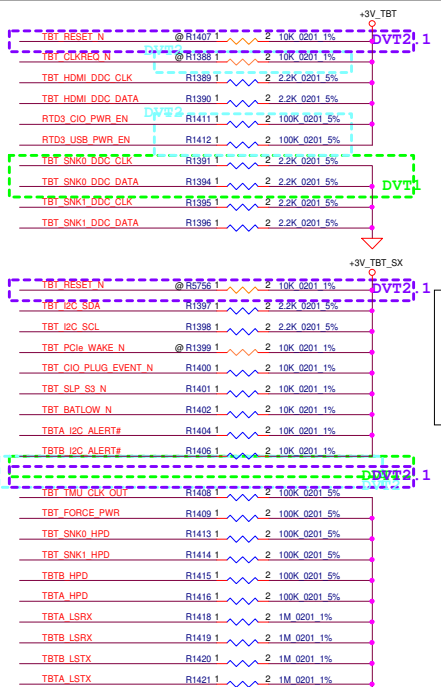 +3V_TBT
TBT_RESET_N @ R1407 1 2 10K_0201_1% DVT2.1
TBT_CLKREQ_N @ R1388 1 2 10K_0201_1%
DVT2
TBT_HDMI_DDC_CLK R1389 1 2 2.2K_0201_5%
TBT_HDMI_DDC_DATA R1390 1 2 2.2K_0201_5%
DVT2
RTD3_CIO_PWR_EN R1411 1 2 100K_0201_5%
RTD3_USB_PWR_EN R1412 1 2 100K_0201_5%
TBT_SNK0_DDC_CLK R1391 1 2 2.2K_0201_5%
TBT_SNK0_DDC_DATA R1394 1 2 2.2K_0201_5% DVT1
TBT_SNK1_DDC_CLK R1395 1 2 2.2K_0201_5%
TBT_SNK1_DDC_DATA R1396 1 2 2.2K_0201_5%
+3V_TBT_SX
TBT_RESET_N @ R5756 1 2 10K_0201_1% DVT2.1
TBT_I2C_SDA R1397 1 2 2.2K_0201_5%
TBT_I2C_SCL R1398 1 2 2.2K_0201_5%
TBT_PCIe_WAKE_N @ R1399 1 2 10K_0201_1%
TBT_CIO_PLUG_EVENT_N R1400 1 2 10K_0201_1%
TBT_SLP_S3_N R1401 1 2 10K_0201_1%
TBT_BATLOW_N R1402 1 2 10K_0201_1%
TBTA_I2C_ALERT# R1404 1 2 10K_0201_1%
TBTB_I2C_ALERT# R1406 1 2 10K_0201_1%
DVT2.1
TBT_TMU_CLK_OUT R1408 1 2 100K_0201_5%
TBT_FORCE_PWR R1409 1 2 100K_0201_5%
TBT_SNK0_HPD R1413 1 2 100K_0201_5%
TBT_SNK1_HPD R1414 1 2 100K_0201_5%
TBTB_HPD R1415 1 2 100K_0201_5%
TBTA_HPD R1416 1 2 100K_0201_5%
TBTA_LSRX R1418 1 2 1M_0201_1%
TBTB_LSRX R1419 1 2 1M_0201_1%
TBTB_LSTX R1420 1 2 1M_0201_1%
TBTA_LSTX R1421 1 2 1M_0201_1%